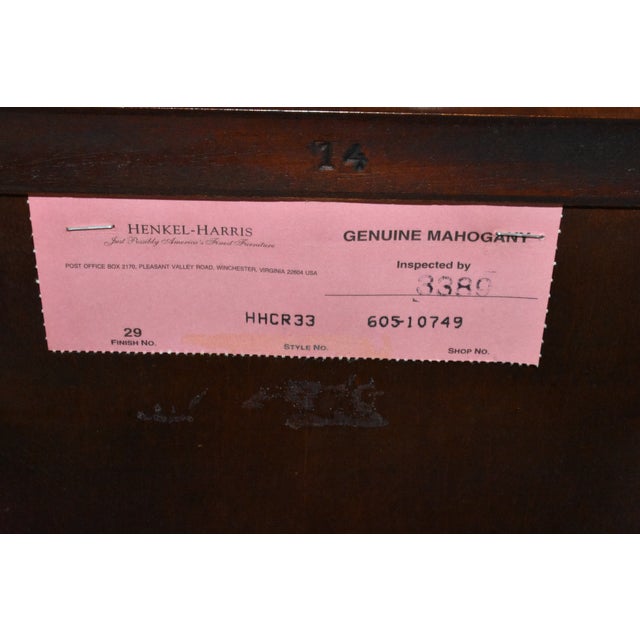 14
HENKEL-HARRIS
Just Possibly America's Finest Furniture
GENUINE MAHOGANY
POST OFFICE BOX 2170, PLEASANT VALLEY ROAD, WINCHESTER, VIRGINIA 22604 USA
Inspected by
3389
HHCR33 605-10749
29
FINISH NO. STYLE NO. SHOP NO.